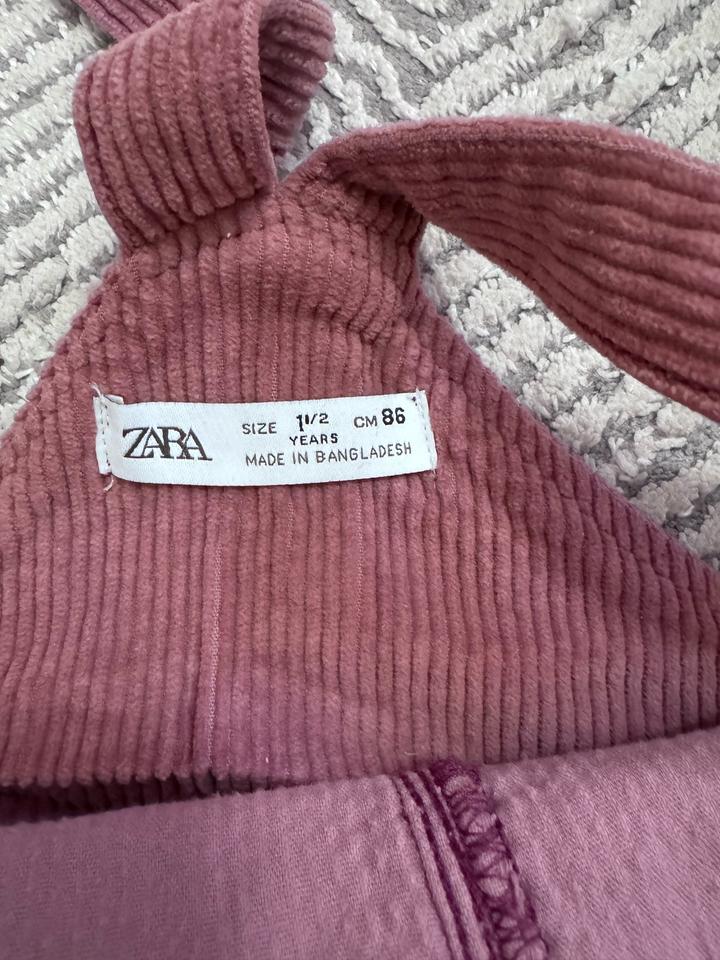 ZARA
SIZE 1 1/2 CM 86
YEARS
MADE IN BANGLADESH